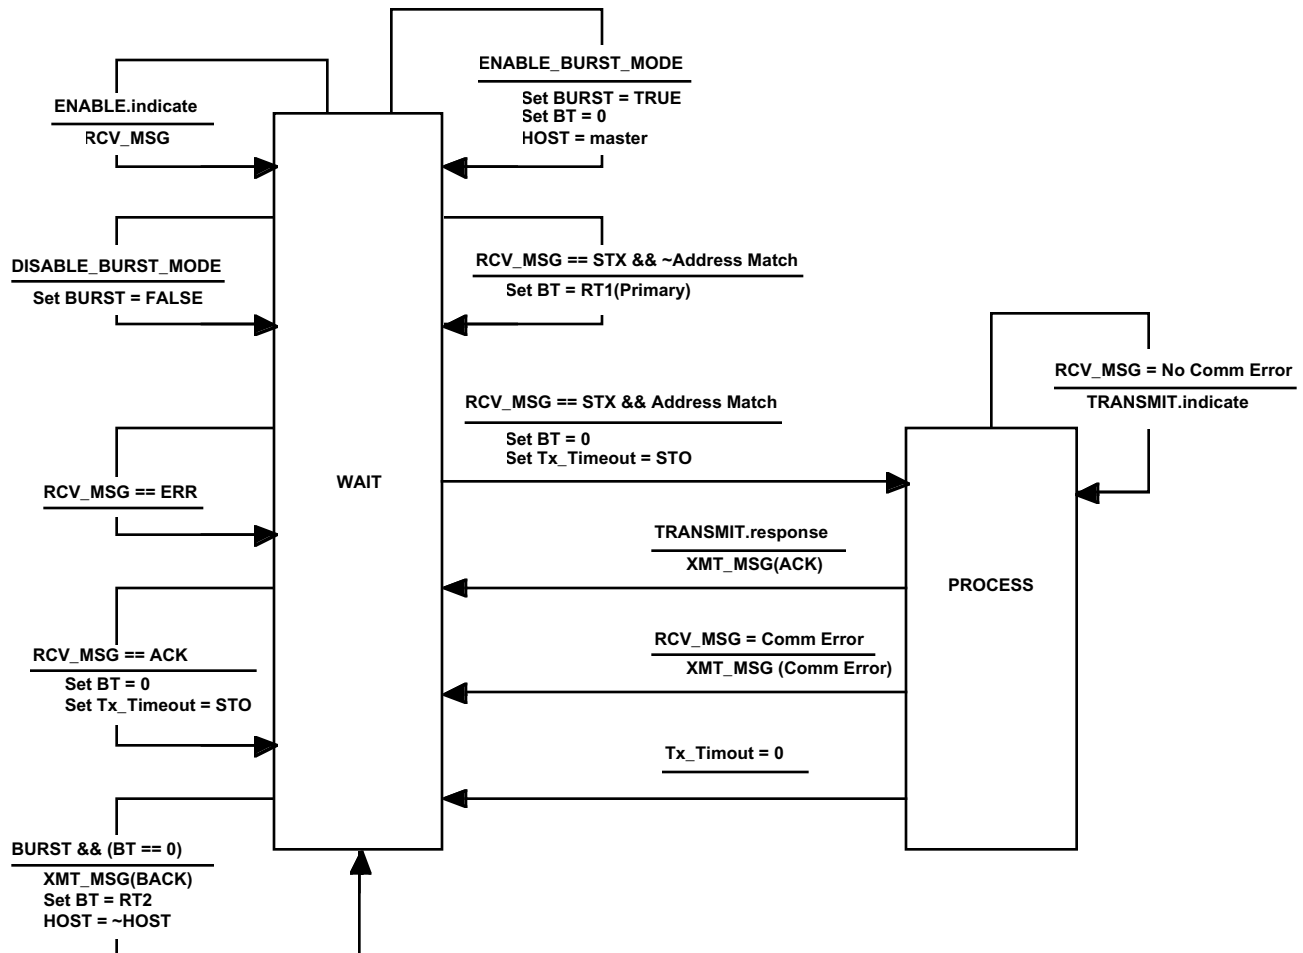 ENABLE_BURST_MODE
Set BURST = TRUE
Set BT = 0
HOST = master
ENABLE.indicate
RCV_MSG
DISABLE_BURST_MODE
Set BURST = FALSE
RCV_MSG == STX && ~Address Match
Set BT = RT1(Primary)
RCV_MSG = No Comm Error
TRANSMIT.indicate
RCV_MSG == STX && Address Match
Set BT = 0
Set Tx_Timeout = STO
WAIT
RCV_MSG == ERR
TRANSMIT.response
XMT_MSG(ACK)
PROCESS
RCV_MSG = Comm Error
XMT_MSG (Comm Error)
RCV_MSG == ACK
Set BT = 0
Set Tx_Timeout = STO
Tx_Timout = 0
BURST && (BT == 0)
XMT_MSG(BACK)
Set BT = RT2
HOST = ~HOST